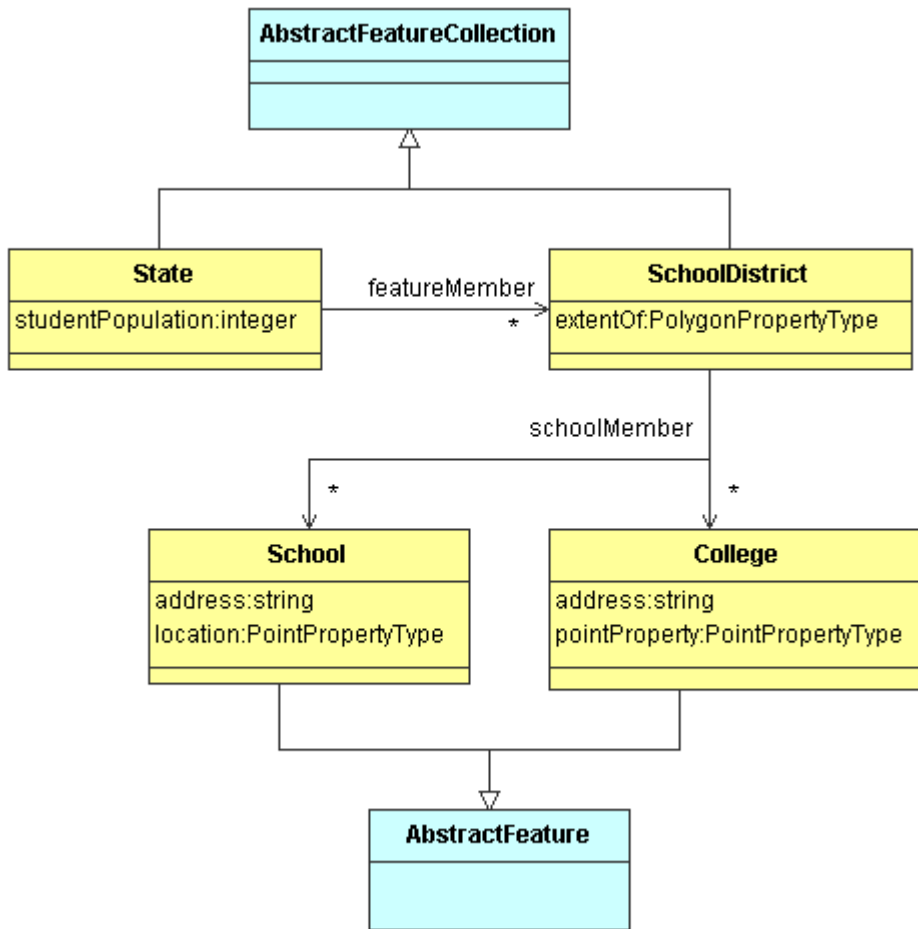 AbstractFeatureCollection
State
studentPopulation:integer
featureMember
*
SchoolDistrict
extentOf:PolygonPropertyType
schoolMember
*
*
School
address:string
location:PointPropertyType
College
address:string
pointProperty:PointPropertyType
AbstractFeature